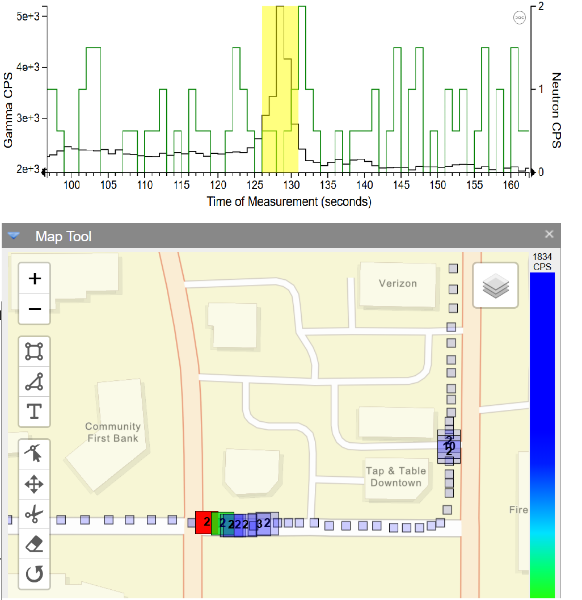 5e+3
4e+3
3e+3
2e+3
Gamma CPS
2
1
0
Neutron CPS
100 105 110 115 120 125 130 135 140 145 150 155 160
Time of Measurement (seconds)
Map Tool
×
1834
CPS
+
−
T
Verizon
Community
First Bank
Tap & Table
Downtown
Fire
2
10
2
2 2 2 2 3 2